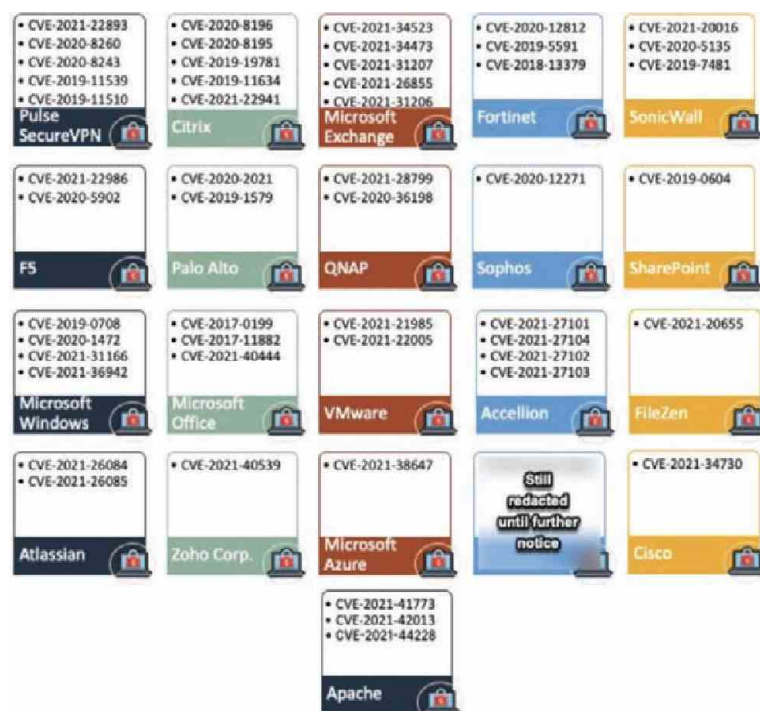 • CVE-2021-22893
• CVE-2020-8260
• CVE-2020-8243
• CVE-2019-11539
• CVE-2019-11510
Pulse
SecureVPN
• CVE-2020-8196
• CVE-2020-8195
• CVE-2019-19781
• CVE-2019-11634
• CVE-2021-22941
Citrix
• CVE-2021-34523
• CVE-2021-34473
• CVE-2021-31207
• CVE-2021-26855
• CVE-2021-31206
Microsoft
Exchange
• CVE-2020-12812
• CVE-2019-5591
• CVE-2018-13379
Fortinet
• CVE-2021-20016
• CVE-2020-5135
• CVE-2019-7481
SonicWall
• CVE-2021-22986
• CVE-2020-5902
F5
• CVE-2020-2021
• CVE-2019-1579
Palo Alto
• CVE-2021-28799
• CVE-2020-36198
QNAP
• CVE-2020-12271
Sophos
• CVE-2019-0604
SharePoint
• CVE-2019-0708
• CVE-2020-1472
• CVE-2021-31166
• CVE-2021-36942
Microsoft
Windows
• CVE-2017-0199
• CVE-2017-11882
• CVE-2021-40444
Microsoft
Office
• CVE-2021-21985
• CVE-2021-22005
VMware
• CVE-2021-27101
• CVE-2021-27104
• CVE-2021-27102
• CVE-2021-27103
Accellion
• CVE-2021-20655
FileZen
• CVE-2021-26084
• CVE-2021-26085
Atlassian
• CVE-2021-40539
Zoho Corp.
• CVE-2021-38647
Microsoft
Azure
Still
redacted
until further
notice
• CVE-2021-34730
Cisco
• CVE-2021-41773
• CVE-2021-42013
• CVE-2021-44228
Apache